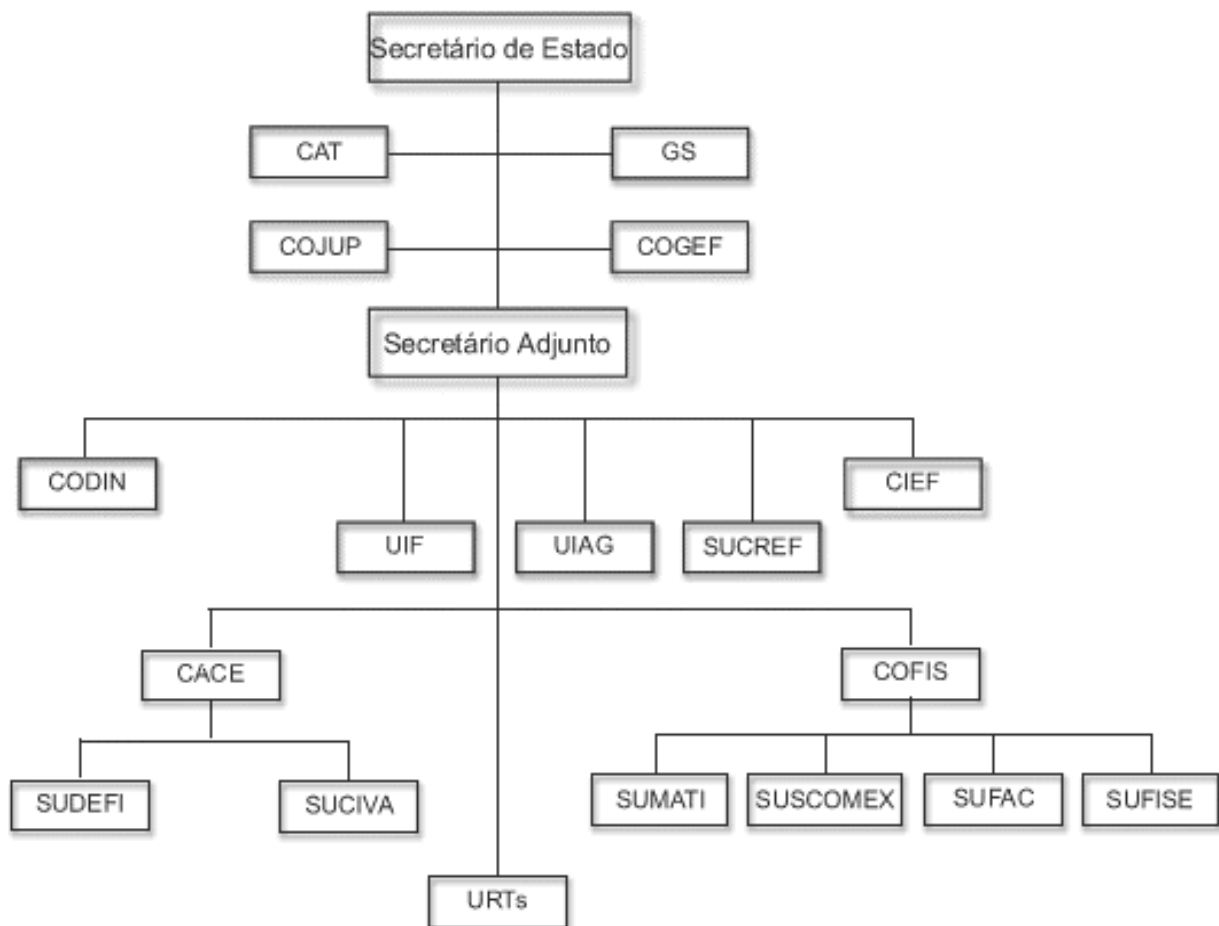 Secretário de Estado
CAT
GS
COJUP
COGEF
Secretário Adjunto
CODIN
CIEF
UIF
UIAG
SUCREF
CACE
COFIS
SUDEFI
SUCIVA
SUMATI
SUSCOMEX
SUFAC
SUFISE
URTs